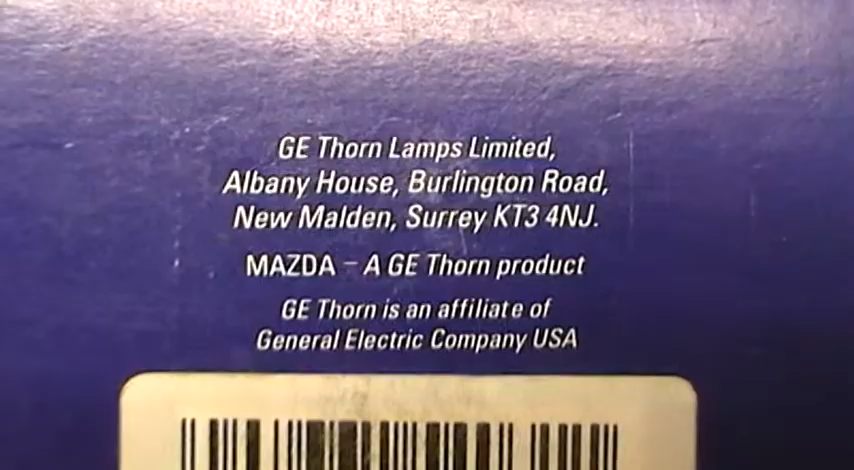 GE Thorn Lamps Limited,
Albany House, Burlington Road,
New Malden, Surrey KT3 4NJ.
MAZDA – A GE Thorn product
GE Thorn is an affiliate of
General Electric Company USA